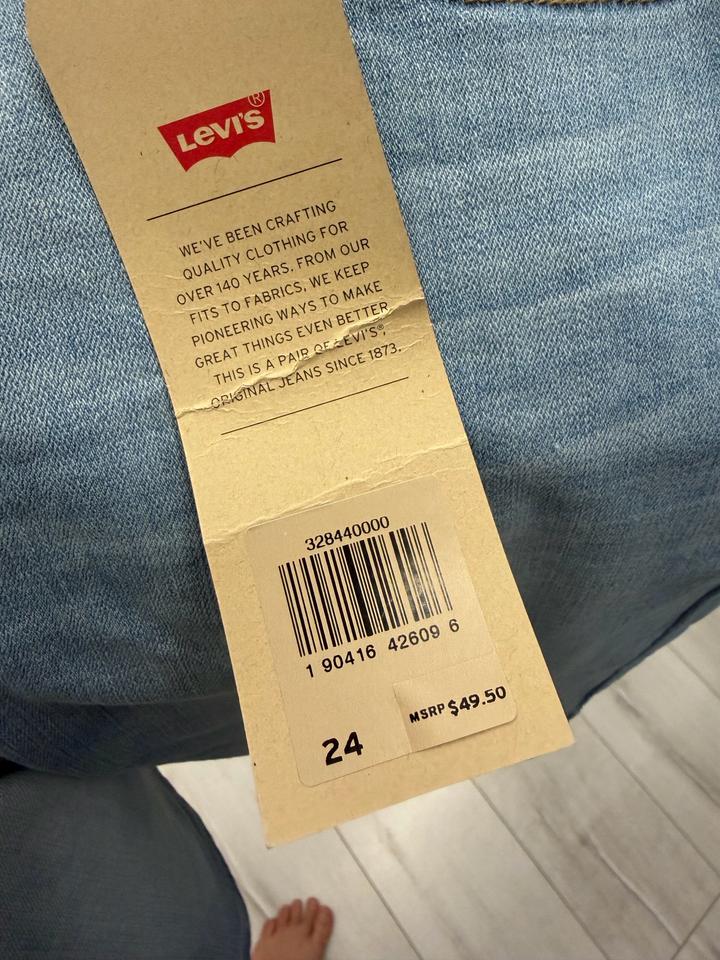 LEVI'S®
WE'VE BEEN CRAFTING
QUALITY CLOTHING FOR
OVER 140 YEARS. FROM OUR
FITS TO FABRICS, WE KEEP
PIONEERING WAYS TO MAKE
GREAT THINGS EVEN BETTER.
THIS IS A PAIR OF LEVI'S®,
ORIGINAL JEANS SINCE 1873.
328440000
1 90416 42609 6
24 MSRP $49.50